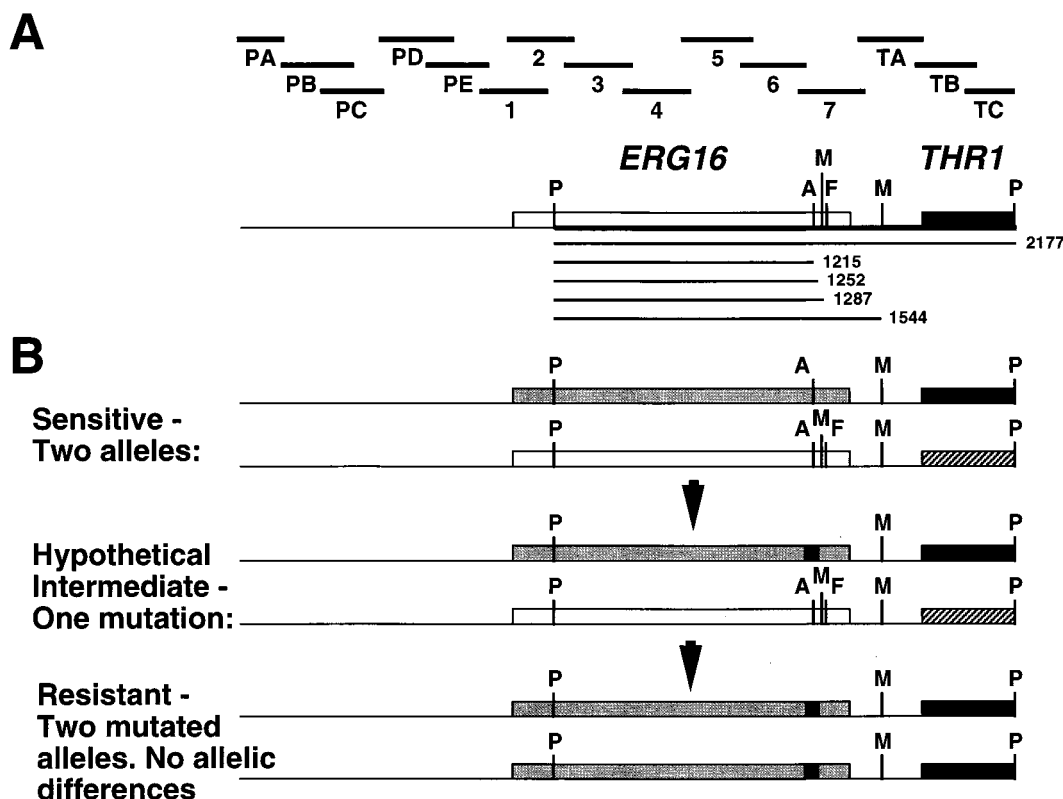 A
PA PD 2 5 TA
PB PE 3 6 TB
PC 1 4 7 TC
ERG16 M THR1
P A F M P
2177
1215
1252
1287
1544
B
P A M P
Sensitive -
Two alleles:
P A M F M P
Hypothetical
Intermediate -
One mutation:
P M P
P A M F M P
Resistant -
Two mutated
alleles. No allelic
differences
P M P
P M P